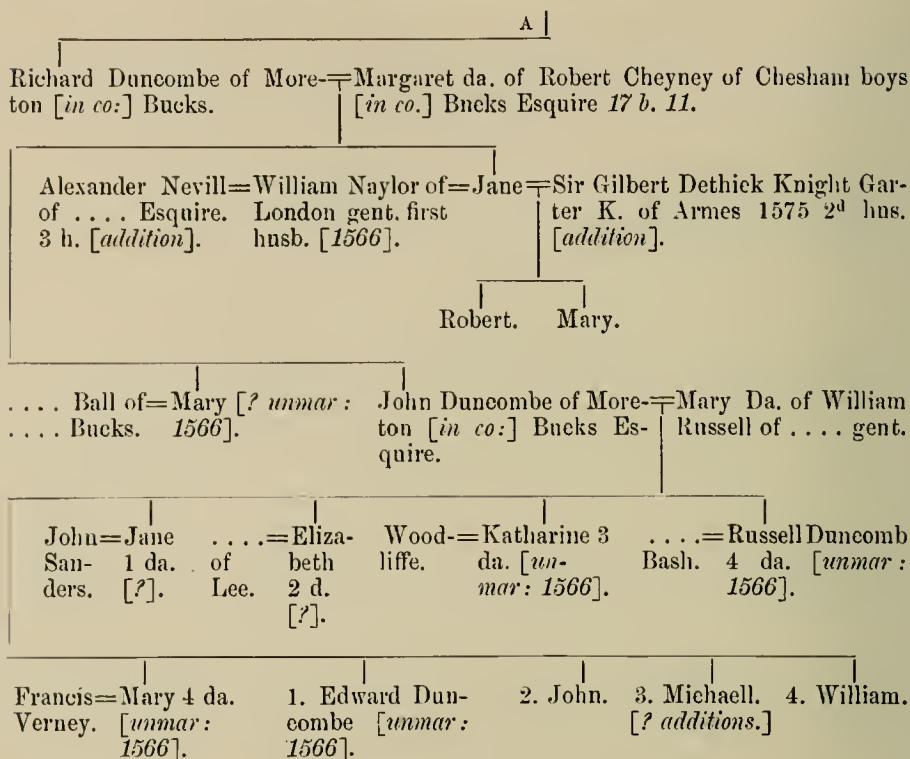 A
Richard Duncombe of More-=Margaret da. of Robert Cheyney of Chesham boys
ton [in co:] Bucks. [in co.] Bucks Esquire 17 b. 11.
Alexander Nevill=William Naylor of=Jane=Sir Gilbert Dethick Knight Gar-
of .... Esquire. London gent. first ter K. of Armes 1575 2d hus.
3 h. [addition]. husb. [1566]. [addition].
Robert. Mary.
.... Ball of=Mary [? unmar: John Duncombe of More-=Mary Da. of William
.... Bucks. 1566]. ton [in co:] Bucks Es- Russell of .... gent.
quire.
John=Jane ....=Eliza- Wood-=Katharine 3 ....=Russell Duncomb
San- 1 da. of beth liffe. da. [un- Bash. 4 da. [unmar:
ders. [?]. Lee. 2 d. mar: 1566]. 1566].
[?].
Francis=Mary 4 da. 1. Edward Dun- 2. John. 3. Michaell. 4. William.
Verney. [unmar: combe [unmar: [? additions.]
1566]. 1566].